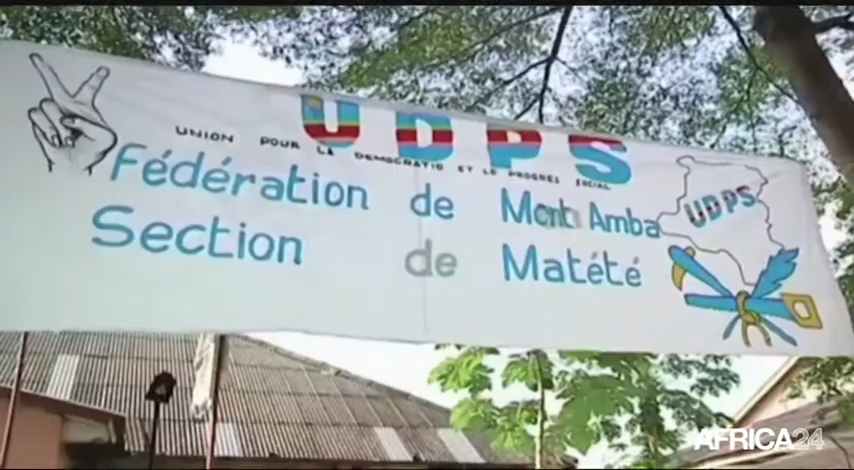 UDPS
UNION POUR LA DEMOCRATIE ET LE PROGRES SOCIAL
Fédération de Mont Amba
Section de Matété
UDPS
AFRICA24